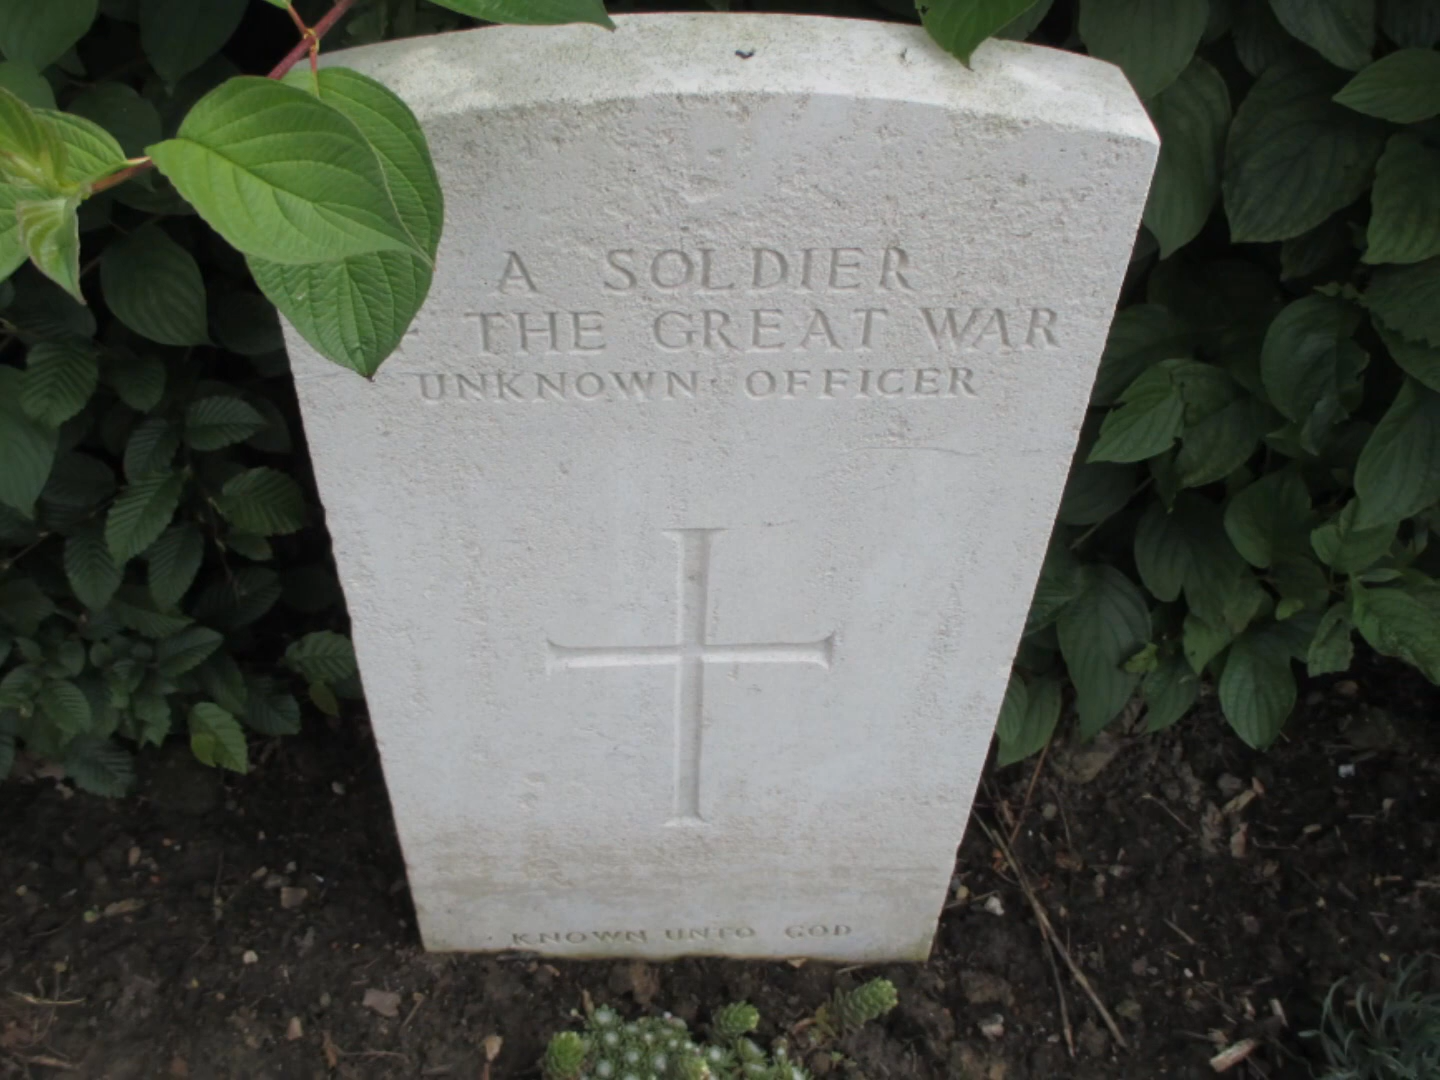 A SOLDIER
THE GREAT WAR
UNKNOWN OFFICER
KNOWN UNTO GOD